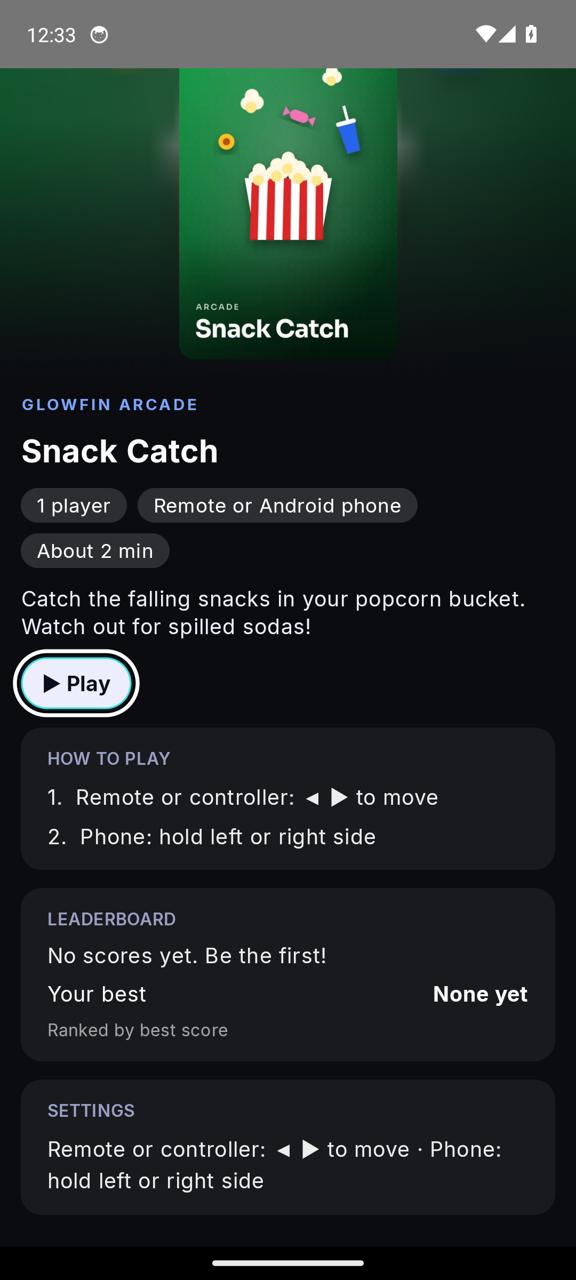 12:33
ARCADE
Snack Catch
GLOWFIN ARCADE
Snack Catch
1 player
Remote or Android phone
About 2 min
Catch the falling snacks in your popcorn bucket.
Watch out for spilled sodas!
▶ Play
HOW TO PLAY
1. Remote or controller: ◀ ▶ to move
2. Phone: hold left or right side
LEADERBOARD
No scores yet. Be the first!
Your best None yet
Ranked by best score
SETTINGS
Remote or controller: ◀ ▶ to move · Phone:
hold left or right side